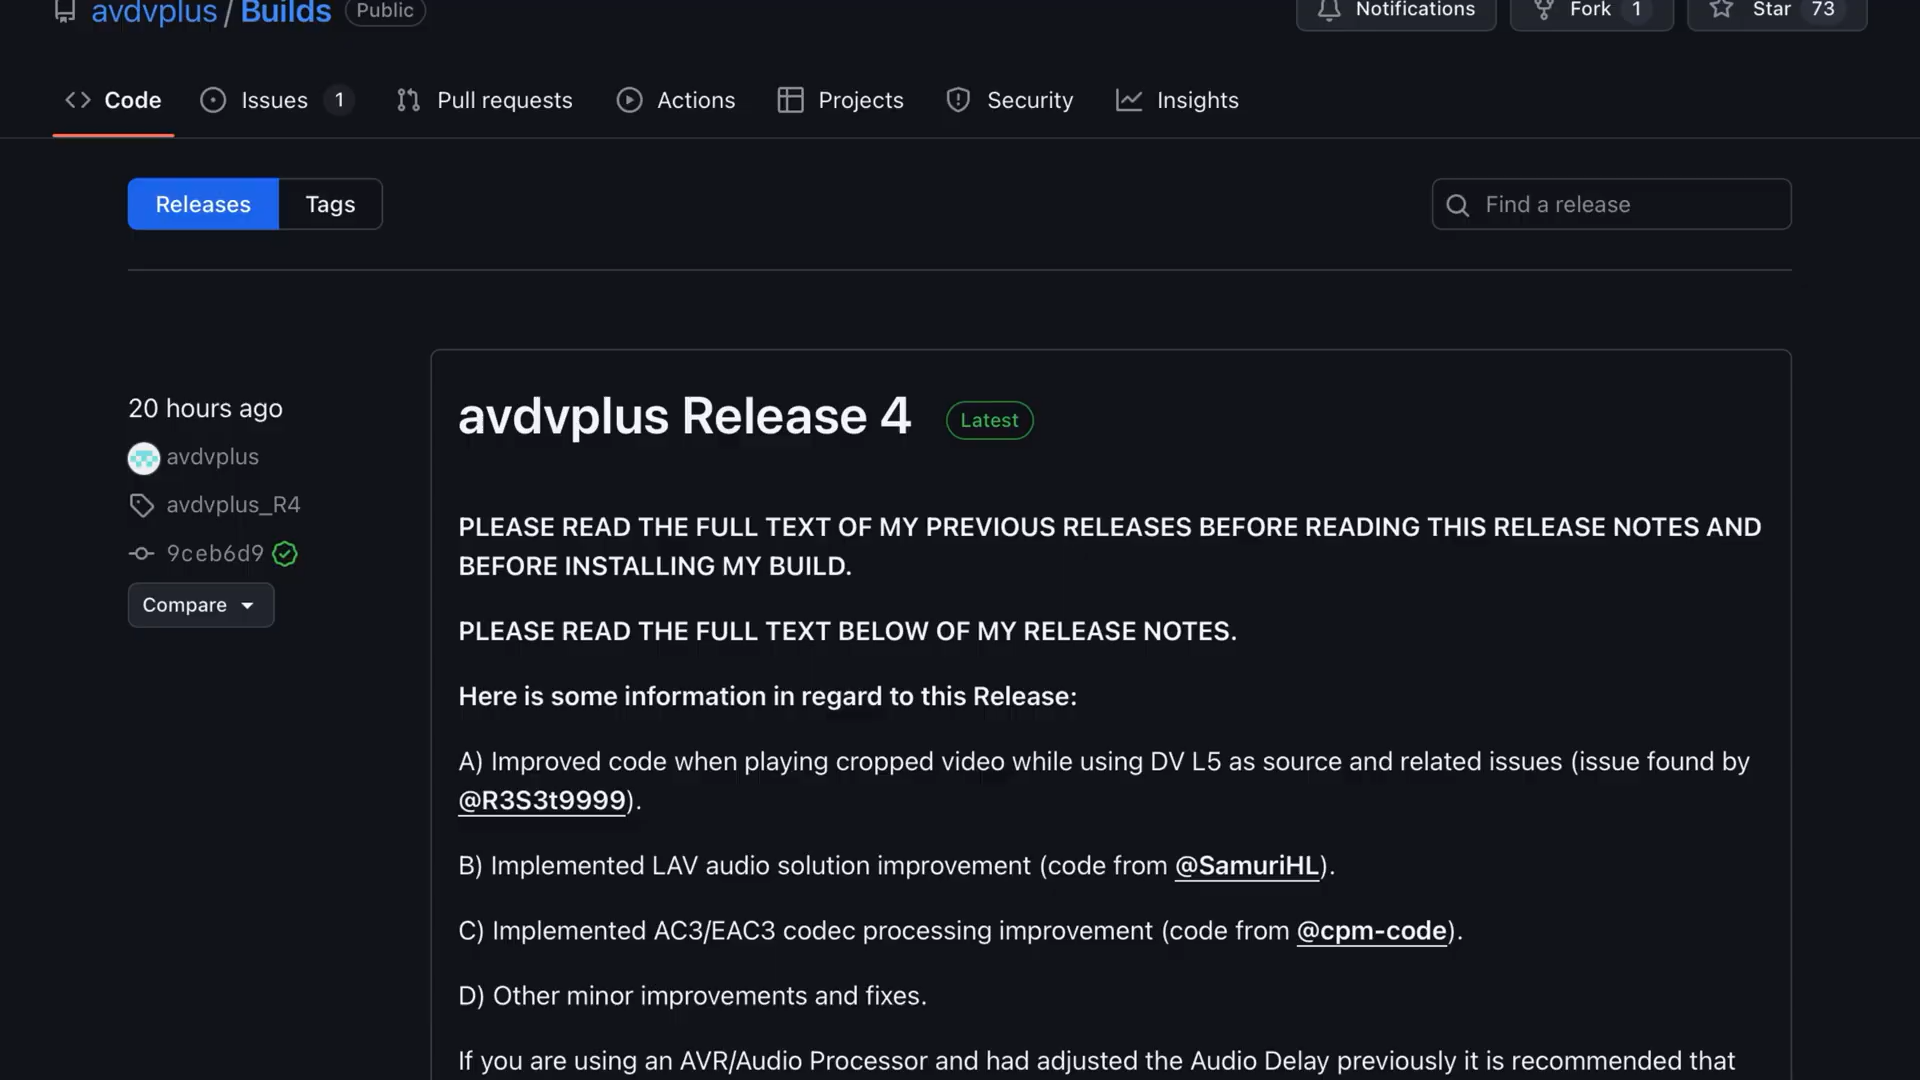 avdvplus / Builds Public Notifications Fork 1 Star 73
Code Issues 1 Pull requests Actions Projects Security Insights
Releases Tags Find a release
20 hours ago
avdvplus
avdvplus_R4
9ceb6d9
Compare
avdvplus Release 4 Latest
PLEASE READ THE FULL TEXT OF MY PREVIOUS RELEASES BEFORE READING THIS RELEASE NOTES AND
BEFORE INSTALLING MY BUILD.
PLEASE READ THE FULL TEXT BELOW OF MY RELEASE NOTES.
Here is some information in regard to this Release:
A) Improved code when playing cropped video while using DV L5 as source and related issues (issue found by
@R3S3t9999).
B) Implemented LAV audio solution improvement (code from @SamuriHL).
C) Implemented AC3/EAC3 codec processing improvement (code from @cpm-code).
D) Other minor improvements and fixes.
If you are using an AVR/Audio Processor and had adjusted the Audio Delay previously it is recommended that